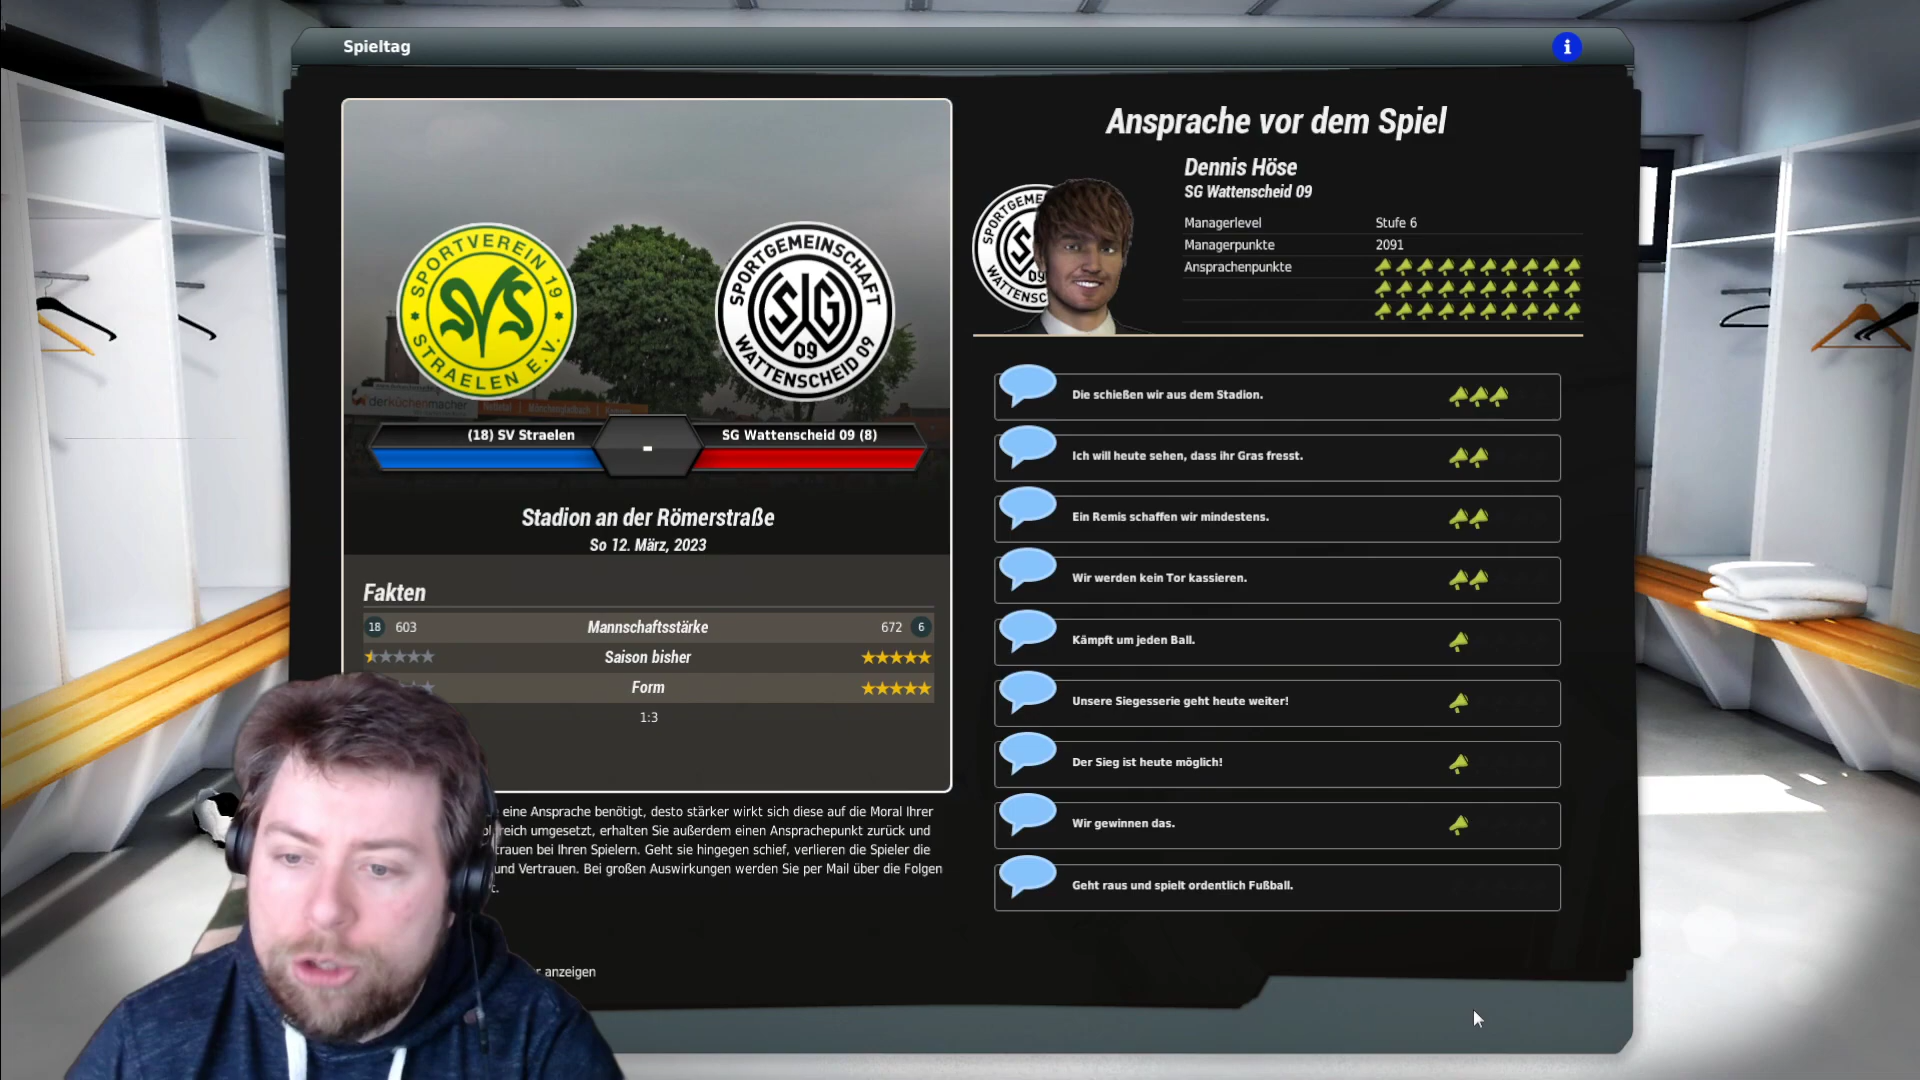 Spieltag
i
Ansprache vor dem Spiel
Dennis Höse
SG Wattenscheid 09
Managerlevel Stufe 6
Managerpunkte 2091
Ansprachenpunkte
SPORTGEME
09
WATTENSC
SPORTVEREIN 19
SVS
STRAELEN E.V.
SPORTGEMEINSCHAFT
SG
09
WATTENSCHEID 09
derküchenmacher
Mönchengladbach
(18) SV Straelen - SG Wattenscheid 09 (8)
Stadion an der Römerstraße
So 12. März, 2023
Fakten
18 603 Mannschaftsstärke 672 6
Saison bisher
Form
1:3
eine Ansprache benötigt, desto stärker wirkt sich diese auf die Moral Ihrer
reich umgesetzt, erhalten Sie außerdem einen Ansprachepunkt zurück und
trauen bei Ihren Spielern. Geht sie hingegen schief, verlieren die Spieler die
und Vertrauen. Bei großen Auswirkungen werden Sie per Mail über die Folgen
t.
r anzeigen
Die schießen wir aus dem Stadion.
Ich will heute sehen, dass ihr Gras fresst.
Ein Remis schaffen wir mindestens.
Wir werden kein Tor kassieren.
Kämpft um jeden Ball.
Unsere Siegesserie geht heute weiter!
Der Sieg ist heute möglich!
Wir gewinnen das.
Geht raus und spielt ordentlich Fußball.